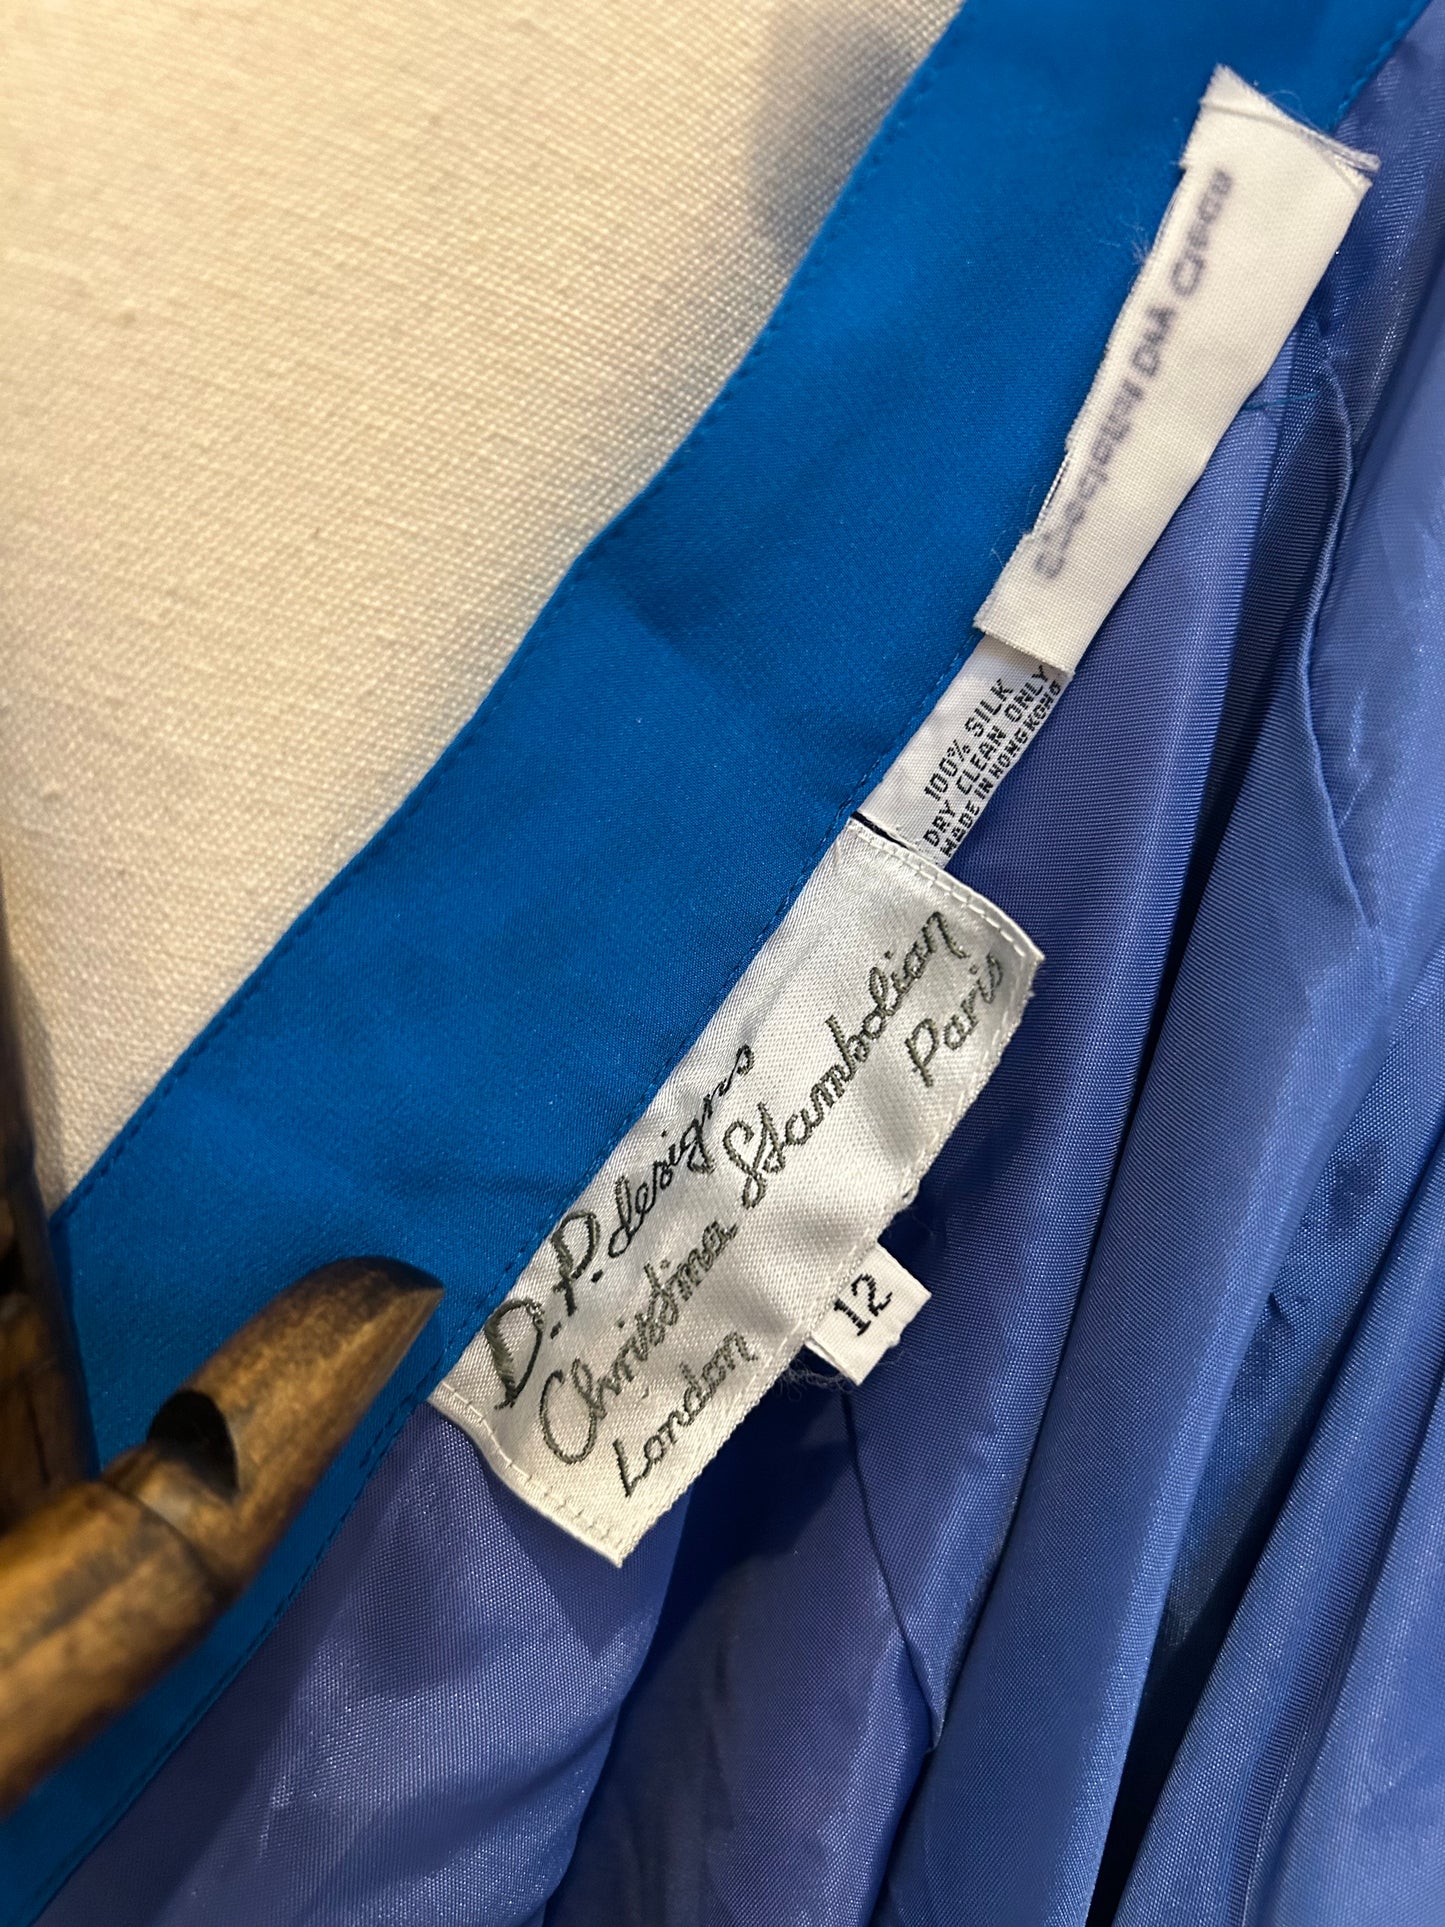 100% SILK
DRY CLEAN ONLY
MADE IN HONG KONG
D.P. designs
Christina Stambolian
London Paris
12